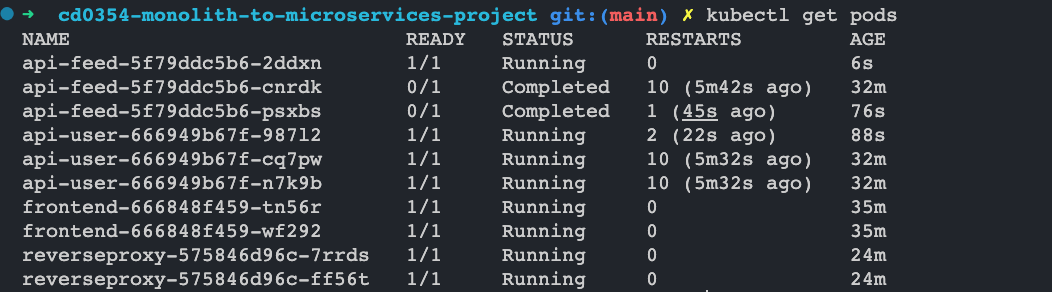 ➜ cd0354-monolith-to-microservices-project git:(main) ✗ kubectl get pods
NAME READY STATUS RESTARTS AGE
api-feed-5f79ddc5b6-2ddxn 1/1 Running 0 6s
api-feed-5f79ddc5b6-cnrdk 0/1 Completed 10 (5m42s ago) 32m
api-feed-5f79ddc5b6-psxbs 0/1 Completed 1 (45s ago) 76s
api-user-666949b67f-987l2 1/1 Running 2 (22s ago) 88s
api-user-666949b67f-cq7pw 1/1 Running 10 (5m32s ago) 32m
api-user-666949b67f-n7k9b 1/1 Running 10 (5m32s ago) 32m
frontend-666848f459-tn56r 1/1 Running 0 35m
frontend-666848f459-wf292 1/1 Running 0 35m
reverseproxy-575846d96c-7rrds 1/1 Running 0 24m
reverseproxy-575846d96c-ff56t 1/1 Running 0 24m